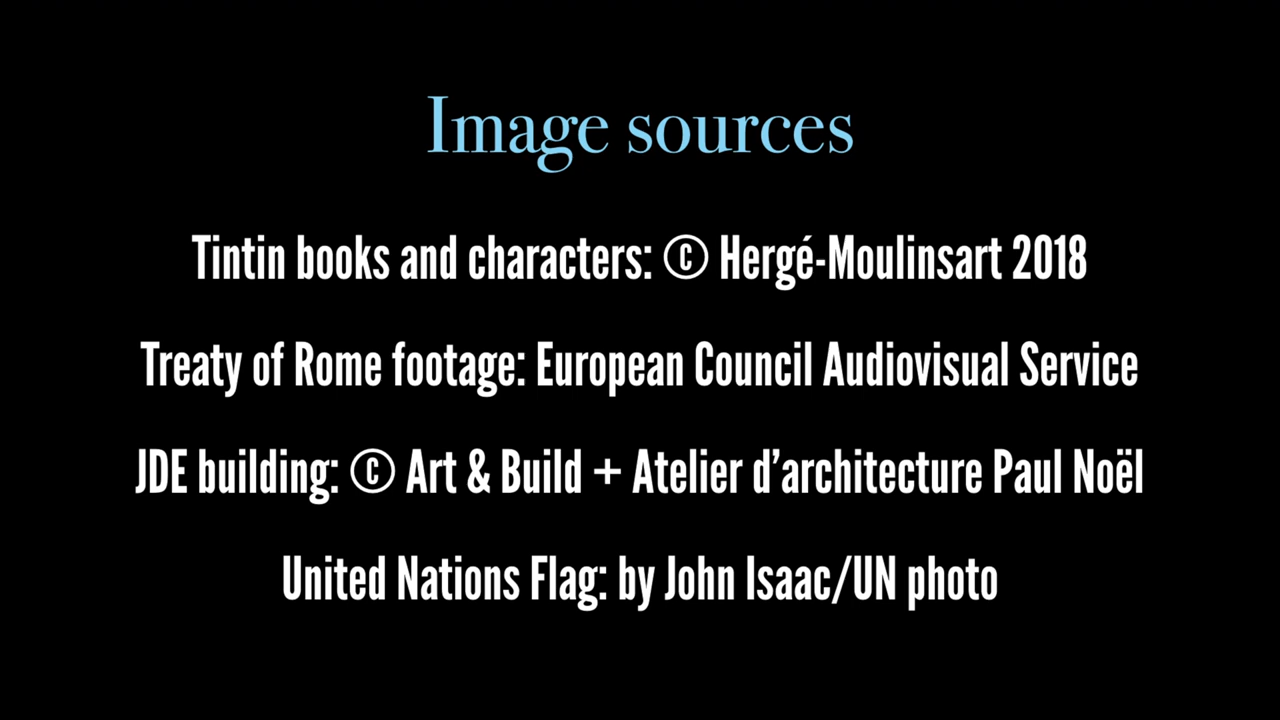 Image sources
Tintin books and characters: © Hergé-Moulinsart 2018
Treaty of Rome footage: European Council Audiovisual Service
JDE building: © Art & Build + Atelier d’architecture Paul Noël
United Nations Flag: by John Isaac/UN photo